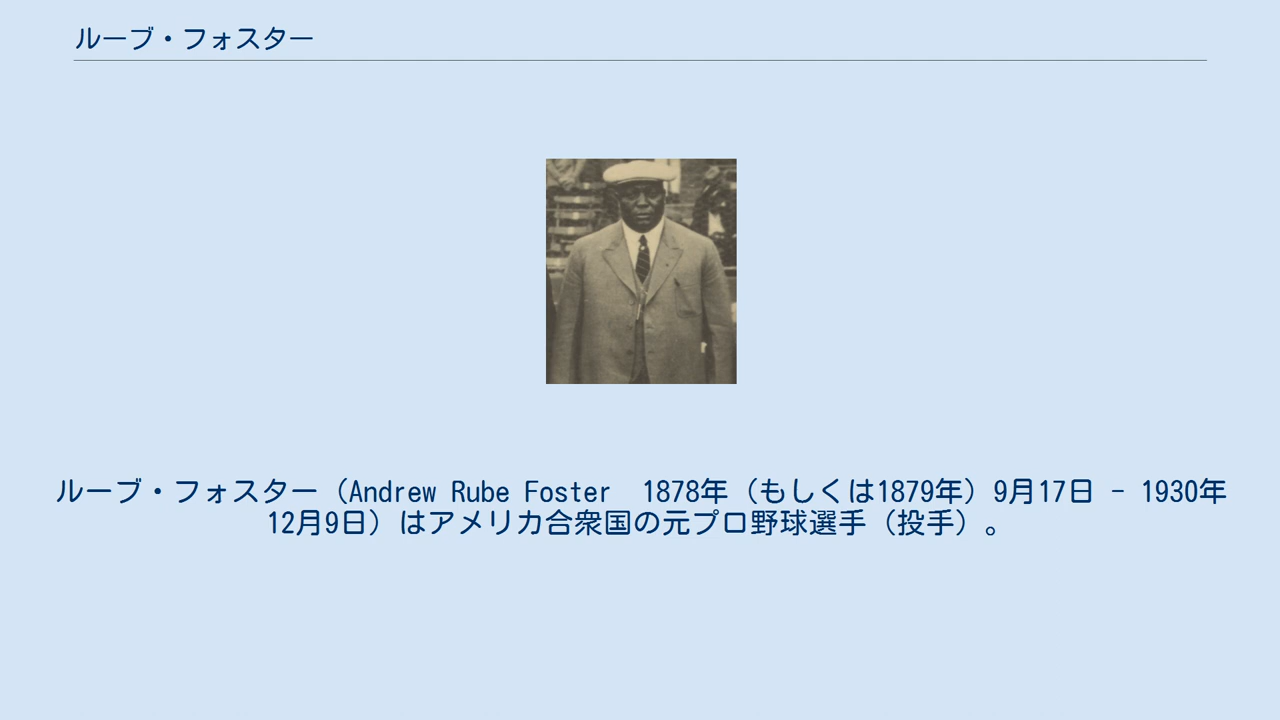 ルーブ・フォスター
ルーブ・フォスター（Andrew Rube Foster　1878年（もしくは1879年）9月17日 - 1930年
12月9日）はアメリカ合衆国の元プロ野球選手（投手）。